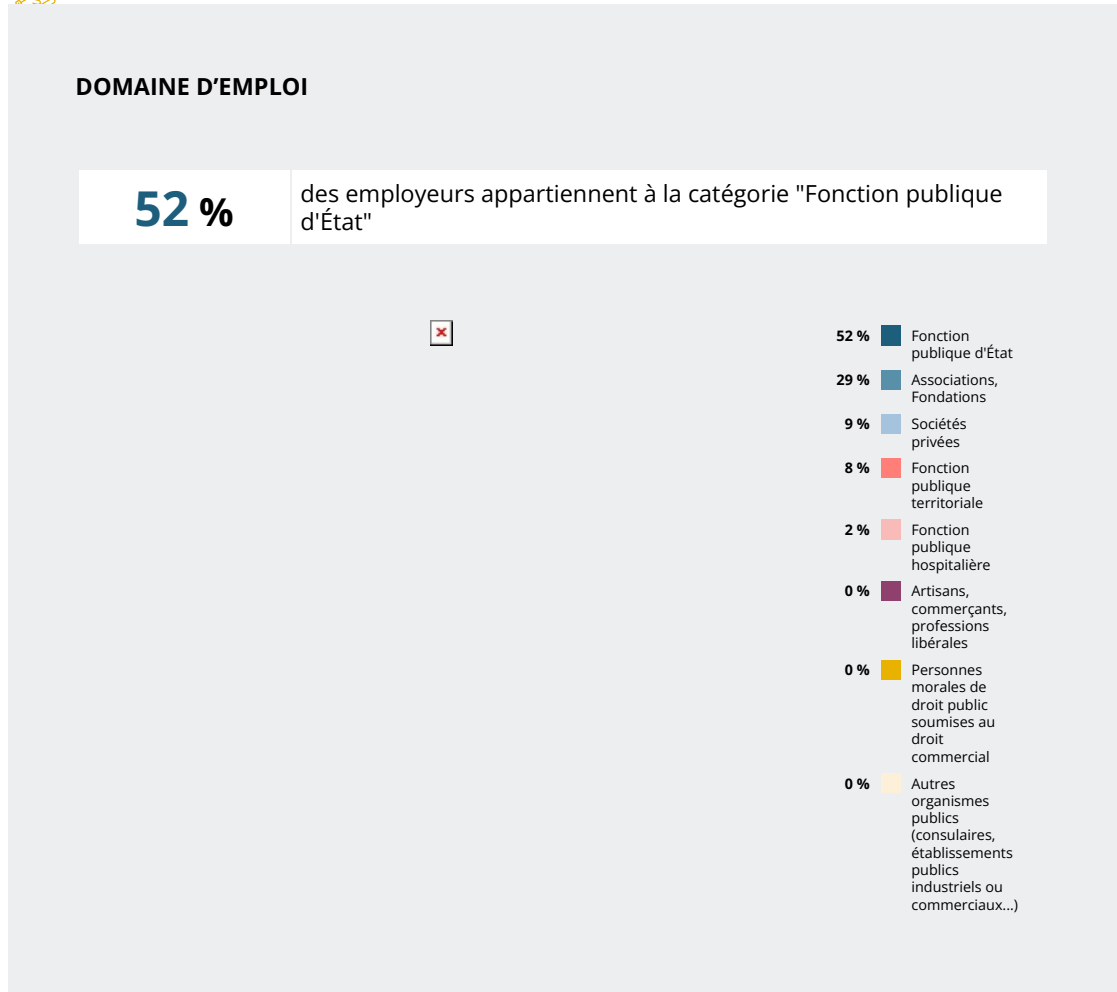 DOMAINE D’EMPLOI
52 %
des employeurs appartiennent à la catégorie "Fonction publique
d'État"
52 %
Fonction
publique d'État
29 %
Associations,
Fondations
9 %
Sociétés
privées
8 %
Fonction
publique
territoriale
2 %
Fonction
publique
hospitalière
0 %
Artisans,
commerçants,
professions
libérales
0 %
Personnes
morales de
droit public
soumises au
droit
commercial
0 %
Autres
organismes
publics
(consulaires,
établissements
publics
industriels ou
commerciaux...)